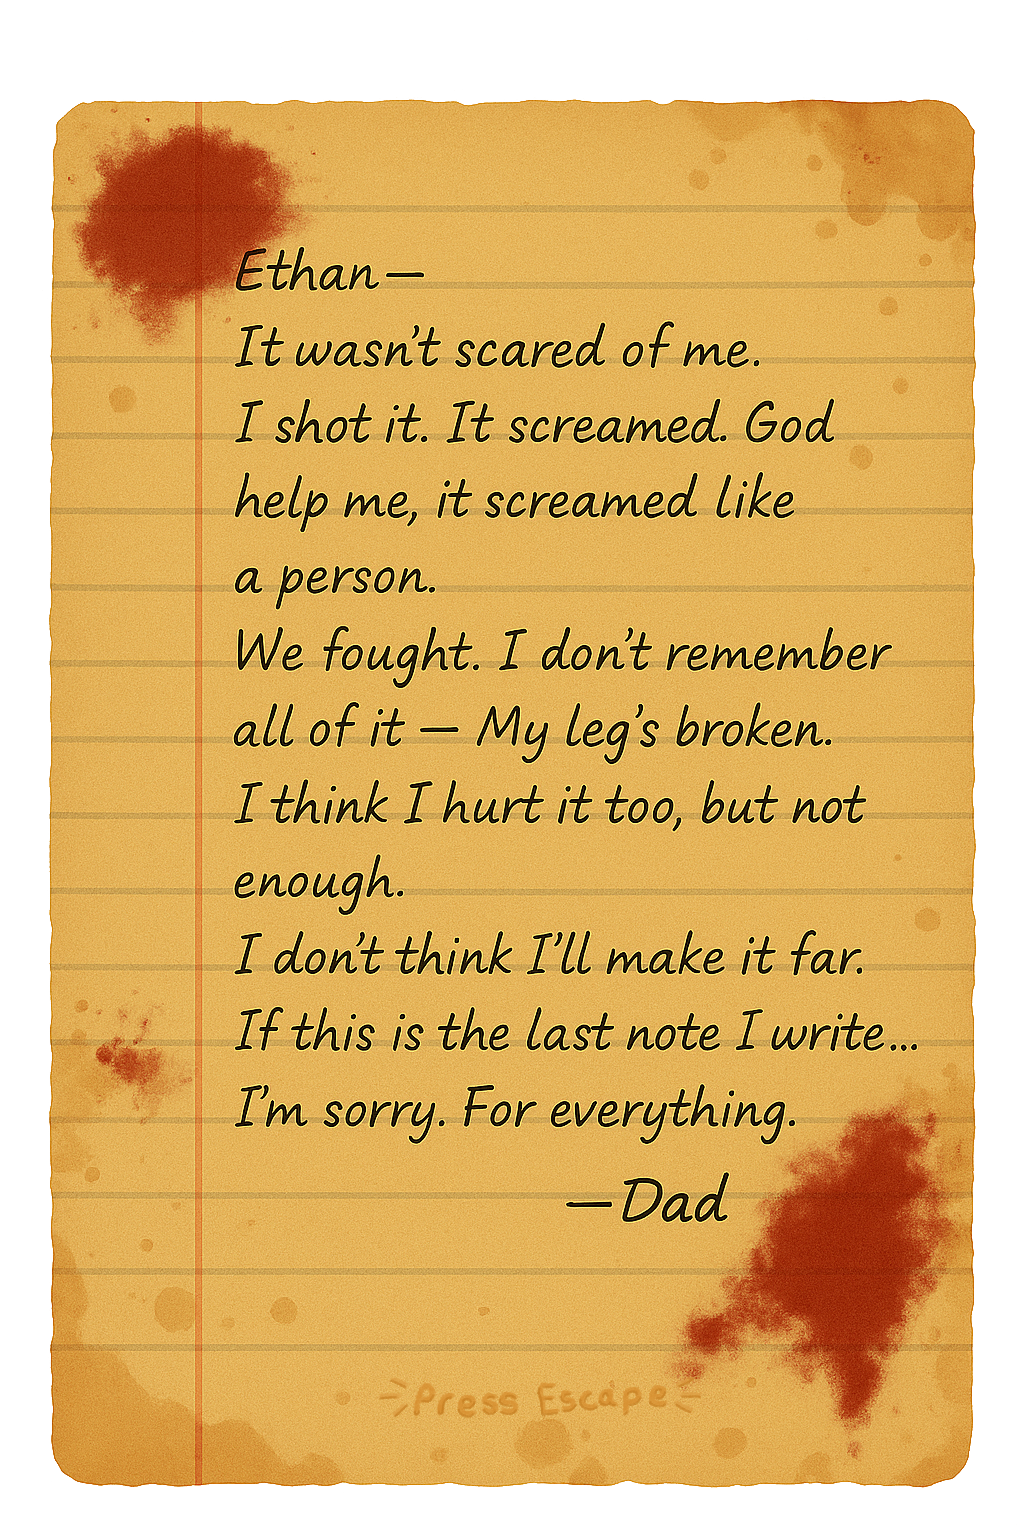 Ethan—
It wasn't scared of me.
I shot it. It screamed. God
help me, it screamed like
a person.
We fought. I don't remember
all of it — My leg's broken.
I think I hurt it too, but not
enough.
I don't think I'll make it far.
If this is the last note I write...
I'm sorry. For everything.
—Dad
Press Escape